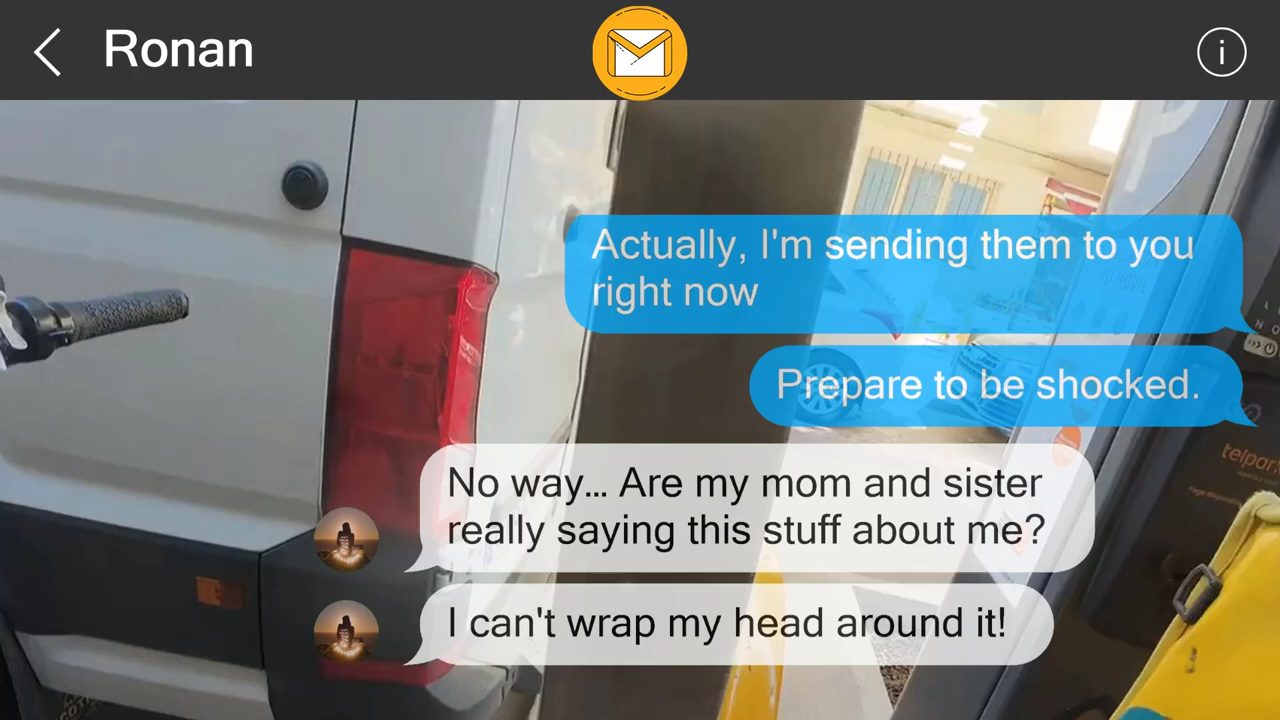 Ronan
i
Actually, I'm sending them to you
right now
Prepare to be shocked.
No way... Are my mom and sister
really saying this stuff about me?
I can't wrap my head around it!